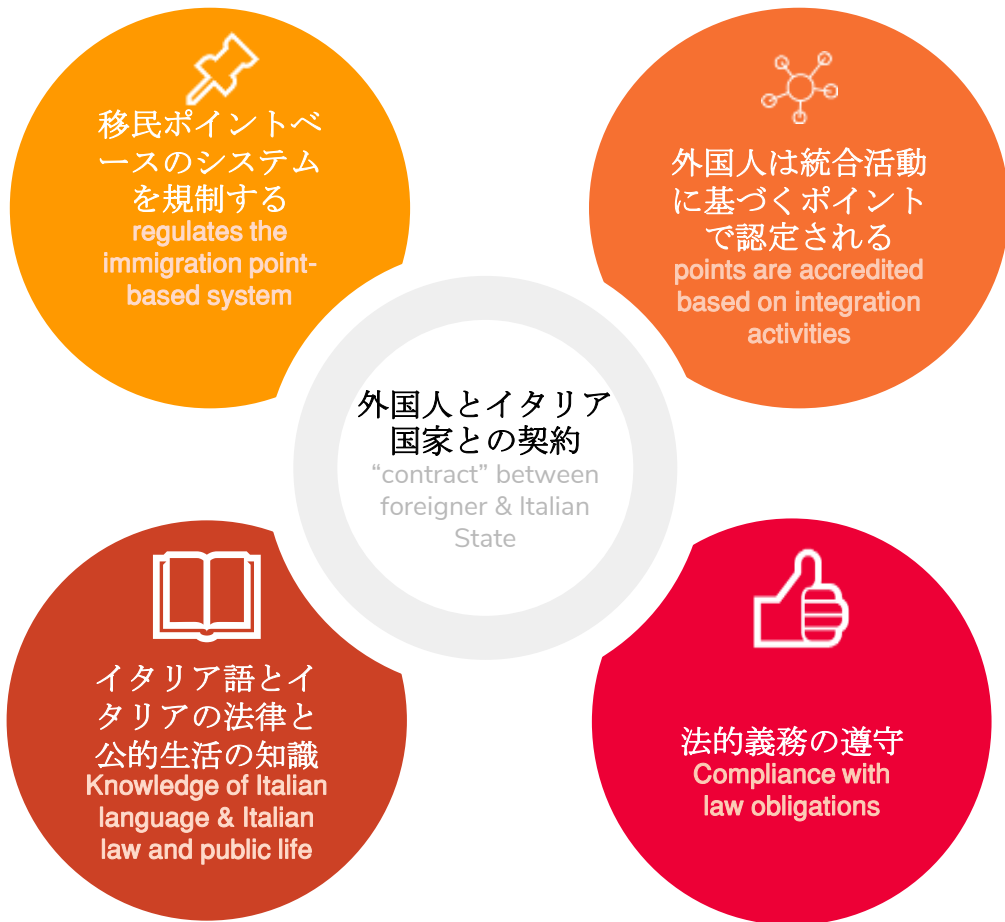 移民ポイントベ
ースのシステム
を規制する
regulates the
immigration point-
based system
外国人は統合活動
に基づくポイント
で認定される
points are accredited
based on integration
activities
外国人とイタリア
国家との契約
“contract” between
foreigner & Italian
State
イタリア語とイ
タリアの法律と
公的生活の知識
Knowledge of Italian
language & Italian
law and public life
法的義務の遵守
Compliance with
law obligations